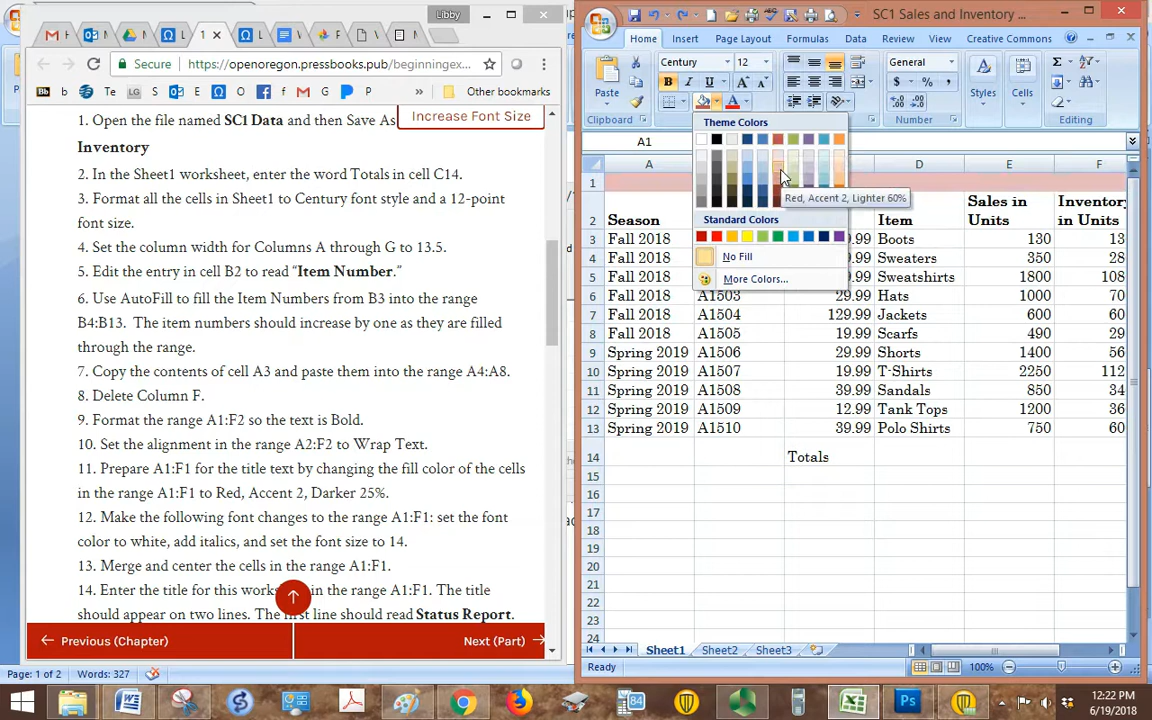 Libby
1
Secure
https://openoregon.pressbooks.pub/beginningex...
Bb b Te LG S E f G P
Other bookmarks
1. Open the file named SC1 Data and then Save As
Increase Font Size
Inventory
2. In the Sheet1 worksheet, enter the word Totals in cell C14.
3. Format all the cells in Sheet1 to Century font style and a 12-point
font size.
4. Set the column width for Columns A through G to 13.5.
5. Edit the entry in cell B2 to read “Item Number.”
6. Use AutoFill to fill the Item Numbers from B3 into the range
B4:B13. The item numbers should increase by one as they are filled
through the range.
7. Copy the contents of cell A3 and paste them into the range A4:A8.
8. Delete Column F.
9. Format the range A1:F2 so the text is Bold.
10. Set the alignment in the range A2:F2 to Wrap Text.
11. Prepare A1:F1 for the title text by changing the fill color of the cells
in the range A1:F1 to Red, Accent 2, Darker 25%.
12. Make the following font changes to the range A1:F1: set the font
color to white, add italics, and set the font size to 14.
13. Merge and center the cells in the range A1:F1.
14. Enter the title for this in the range A1:F1. The title
should appear on two lines. The first line should read Status Report.
Previous (Chapter)
Next (Part)
Page: 1 of 2 Words: 327
SC1 Sales and Inventory ...
Home Insert Page Layout Formulas Data Review View Creative Commons
Paste
Century 12
B I U
General
$ % ,
Styles
Cells
Clipboard
Number
Editing
A1
Theme Colors
Red, Accent 2, Lighter 60%
Standard Colors
No Fill
More Colors...
A D E F
1
2 Season Item Sales in Units Inventory in Units
3 Fall 2018 9.99 Boots 130 13
4 Fall 2018 Sweaters 350 28
5 Fall 2018 Sweatshirts 1800 108
6 Fall 2018 A1503 29.99 Hats 1000 70
7 Fall 2018 A1504 129.99 Jackets 600 60
8 Fall 2018 A1505 19.99 Scarfs 490 29
9 Spring 2019 A1506 29.99 Shorts 1400 56
10 Spring 2019 A1507 19.99 T-Shirts 2250 112
11 Spring 2019 A1508 39.99 Sandals 850 34
12 Spring 2019 A1509 12.99 Tank Tops 1200 36
13 Spring 2019 A1510 39.99 Polo Shirts 750 60
14 Totals
15
16
17
18
19
20
21
22
23
24
Sheet1 Sheet2 Sheet3
Ready
100%
84
Ps
12:22 PM
6/19/2018